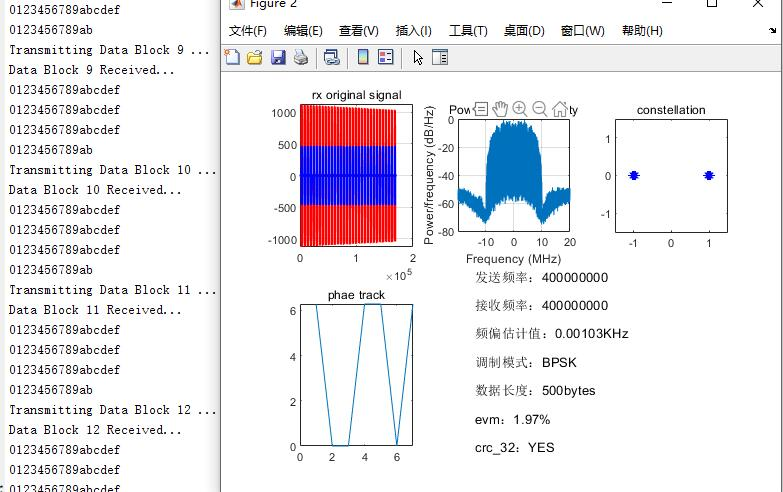 0123456789abcdef
0123456789ab
Transmitting Data Block 9 ...
Data Block 9 Received...
0123456789abcdef
0123456789abcdef
0123456789abcdef
0123456789ab
Transmitting Data Block 10 ...
Data Block 10 Received...
0123456789abcdef
0123456789abcdef
0123456789abcdef
0123456789ab
Transmitting Data Block 11 ...
Data Block 11 Received...
0123456789abcdef
0123456789abcdef
0123456789abcdef
0123456789ab
Transmitting Data Block 12 ...
Data Block 12 Received...
0123456789abcdef
0123456789abcdef
0123456789abcdef
Figure 2
文件(F) 编辑(E) 查看(V) 插入(I) 工具(T) 桌面(D) 窗口(W) 帮助(H)
rx original signal
1000
500
0
-500
-1000
0 1 2
×10^5
Power/frequency (dB/Hz)
0
-20
-40
-60
-80
-10 0 10 20
Frequency (MHz)
constellation
1
0
-1
-1 0 1
phae track
6
4
2
0
0 2 4 6
发送频率：400000000
接收频率：400000000
频偏估计值：0.00103KHz
调制模式：BPSK
数据长度：500bytes
evm：1.97%
crc_32：YES